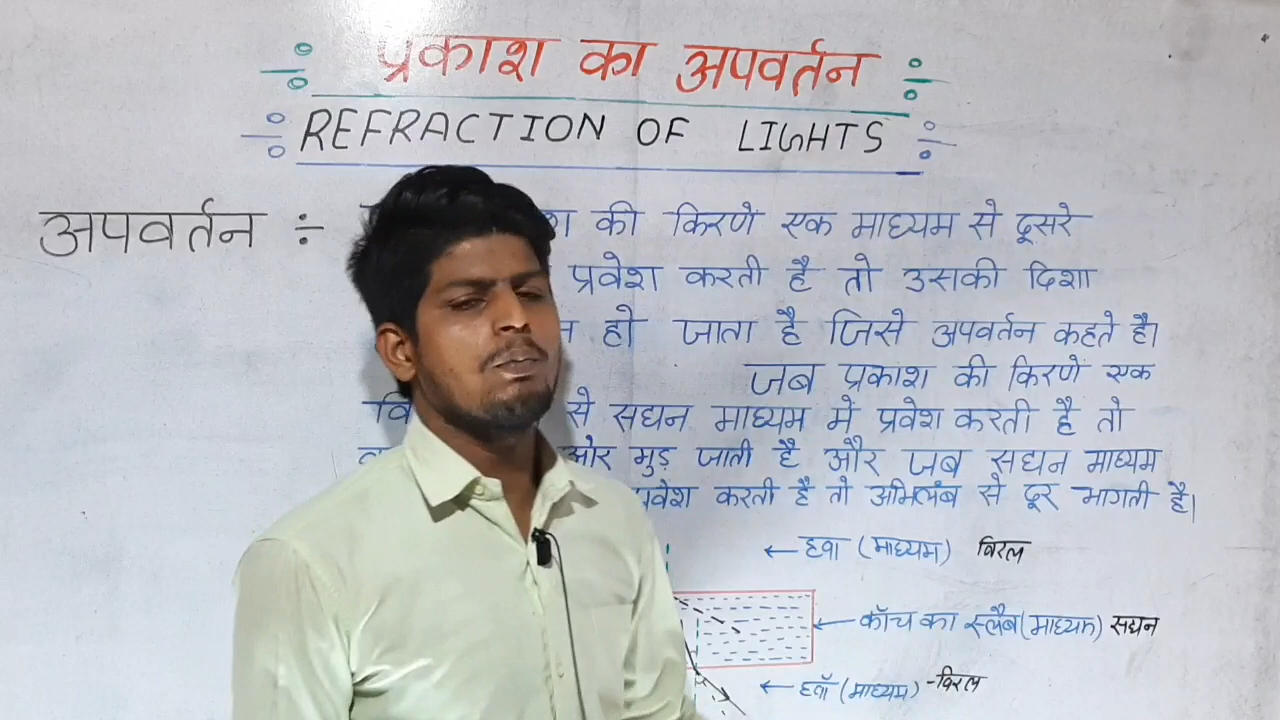 ÷ प्रकाश का अपवर्तन ÷
÷ REFRACTION OF LIGHTS ÷
अपवर्तन ÷ की किरणे एक माध्यम से दूसरे
प्रवेश करती है तो उसकी दिशा
हो जाता है जिसे अपवर्तन कहते है।
जब प्रकाश की किरणें एक
से सघन माध्यम मे प्रवेश करती है तो
ओर मुड़ जाती है और जब सघन माध्यम
प्रवेश करती है तो अभिलंब से दूर भागती है।
← हवा (माध्यम) विरल
← काँच का स्लैब (माध्यम) सघन
← हवाॅ (माध्यम) - विरल